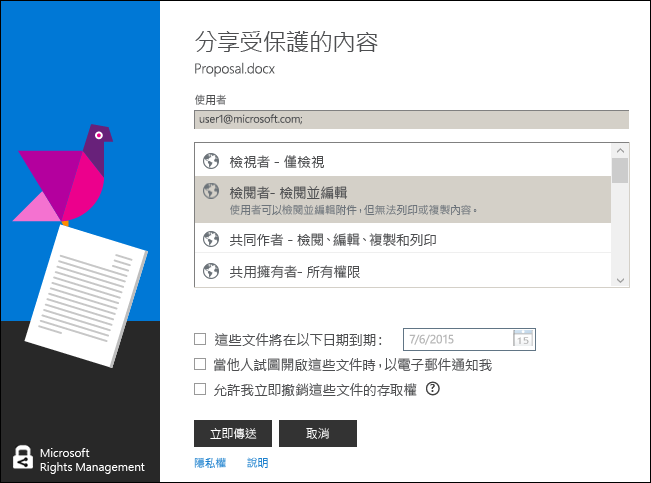 分享受保護的內容
Proposal.docx
使用者
user1@microsoft.com;
檢視者 - 僅檢視
檢閱者- 檢閱並編輯
使用者可以檢閱並編輯附件，但無法列印或複製內容。
共同作者 - 檢閱、編輯、複製和列印
共用擁有者- 所有權限
這些文件將在以下日期到期：
7/6/2015
15
當他人試圖開啟這些文件時，以電子郵件通知我
允許我立即撤銷這些文件的存取權 ?
立即傳送 取消
隱私權 說明
Microsoft
Rights Management